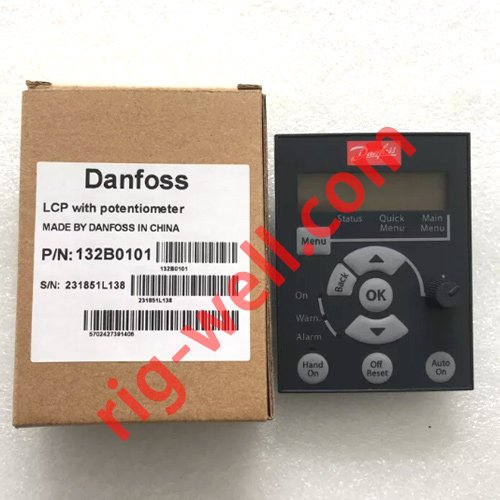 Danfoss
LCP with potentiometer
MADE BY DANFOSS IN CHINA
P/N: 132B0101
132B0101
S/N: 231851L138
231851L138
5702427391406
Danfoss
Status Quick Menu Main Menu
Menu
Back
OK
On
Warn.
Alarm
Hand On
Off Reset
Auto On
rig-well.com